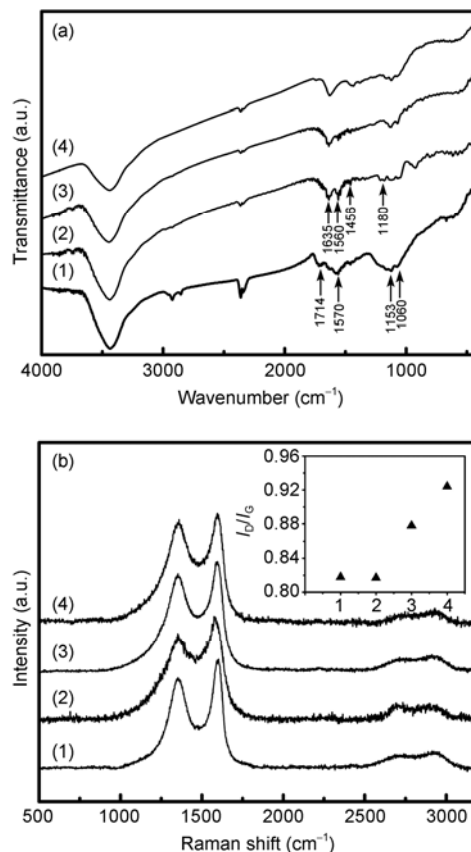 (a)
Transmittance (a.u.)
(4)
(3)
(2)
(1)
1635
1560
1456
1180
1714
1570
1153
1060
4000 3000 2000 1000
Wavenumber (cm⁻¹)
(b)
Intensity (a.u.)
(4)
(3)
(2)
(1)
I_D/I_G
0.96
0.92
0.88
0.84
0.80
1 2 3 4
500 1000 1500 2000 2500 3000
Raman shift (cm⁻¹)